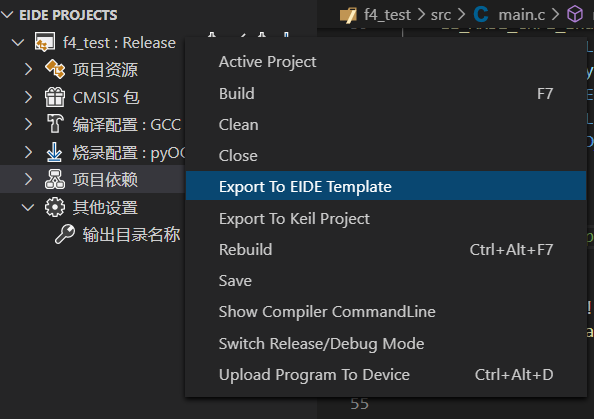 EIDE PROJECTS
f4_test : Release
项目资源
CMSIS 包
编译配置 : GCC
烧录配置 : pyOC
项目依赖
其他设置
输出目录名称
f4_test > src > C main.c >
Active Project
Build F7
Clean
Close
Export To EIDE Template
Export To Keil Project
Rebuild Ctrl+Alt+F7
Save
Show Compiler CommandLine
Switch Release/Debug Mode
Upload Program To Device Ctrl+Alt+D
55